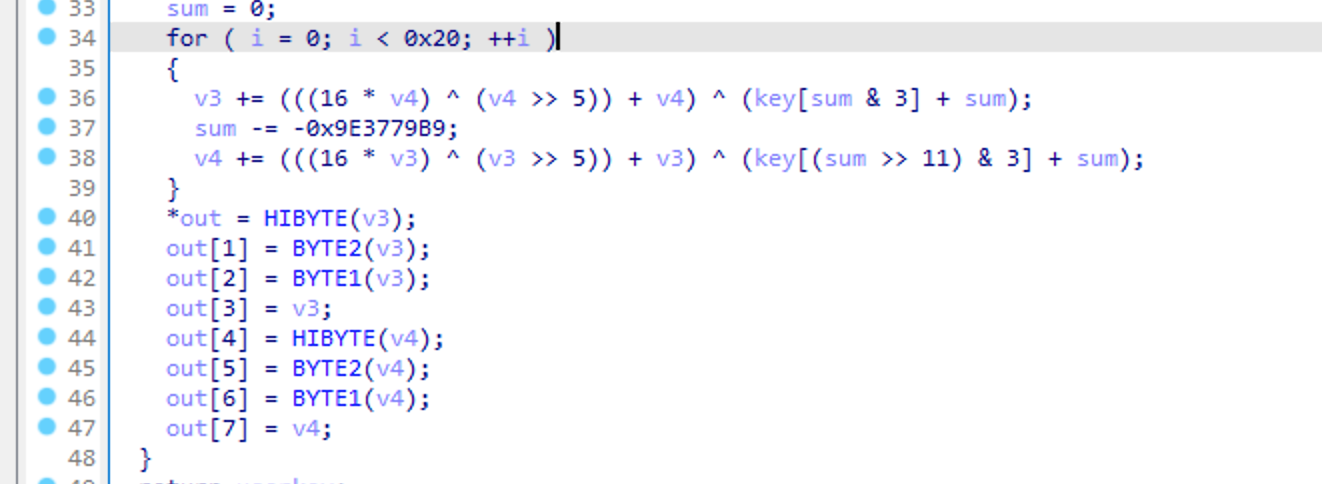 33 sum = 0;
34 for ( i = 0; i < 0x20; ++i )
35 {
36 v3 += (((16 * v4) ^ (v4 >> 5)) + v4) ^ (key[sum & 3] + sum);
37 sum -= -0x9E3779B9;
38 v4 += (((16 * v3) ^ (v3 >> 5)) + v3) ^ (key[(sum >> 11) & 3] + sum);
39 }
40 *out = HIBYTE(v3);
41 out[1] = BYTE2(v3);
42 out[2] = BYTE1(v3);
43 out[3] = v3;
44 out[4] = HIBYTE(v4);
45 out[5] = BYTE2(v4);
46 out[6] = BYTE1(v4);
47 out[7] = v4;
48 }